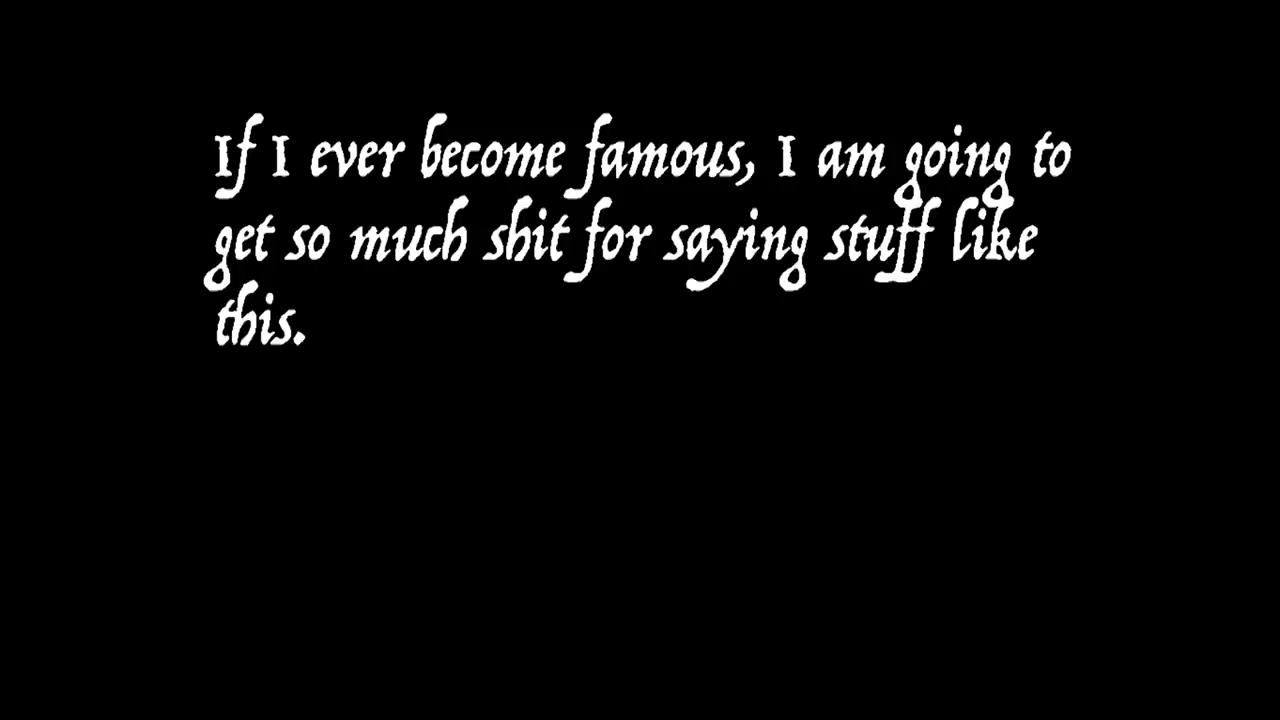 If I ever become famous, I am going to
get so much shit for saying stuff like
this.